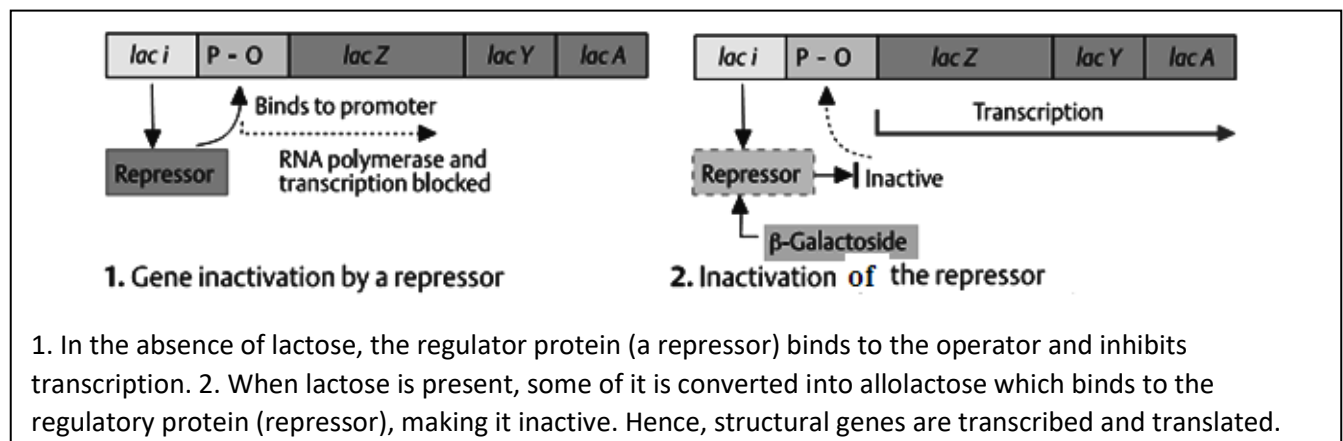 lac i P - O lac Z lac Y lac A
Binds to promoter
Repressor
RNA polymerase and
transcription blocked
1. Gene inactivation by a repressor
lac i P - O lac Z lac Y lac A
Transcription
Repressor
Inactive
β-Galactoside
2. Inactivation of the repressor
1. In the absence of lactose, the regulator protein (a repressor) binds to the operator and inhibits
transcription. 2. When lactose is present, some of it is converted into allolactose which binds to the
regulatory protein (repressor), making it inactive. Hence, structural genes are transcribed and translated.